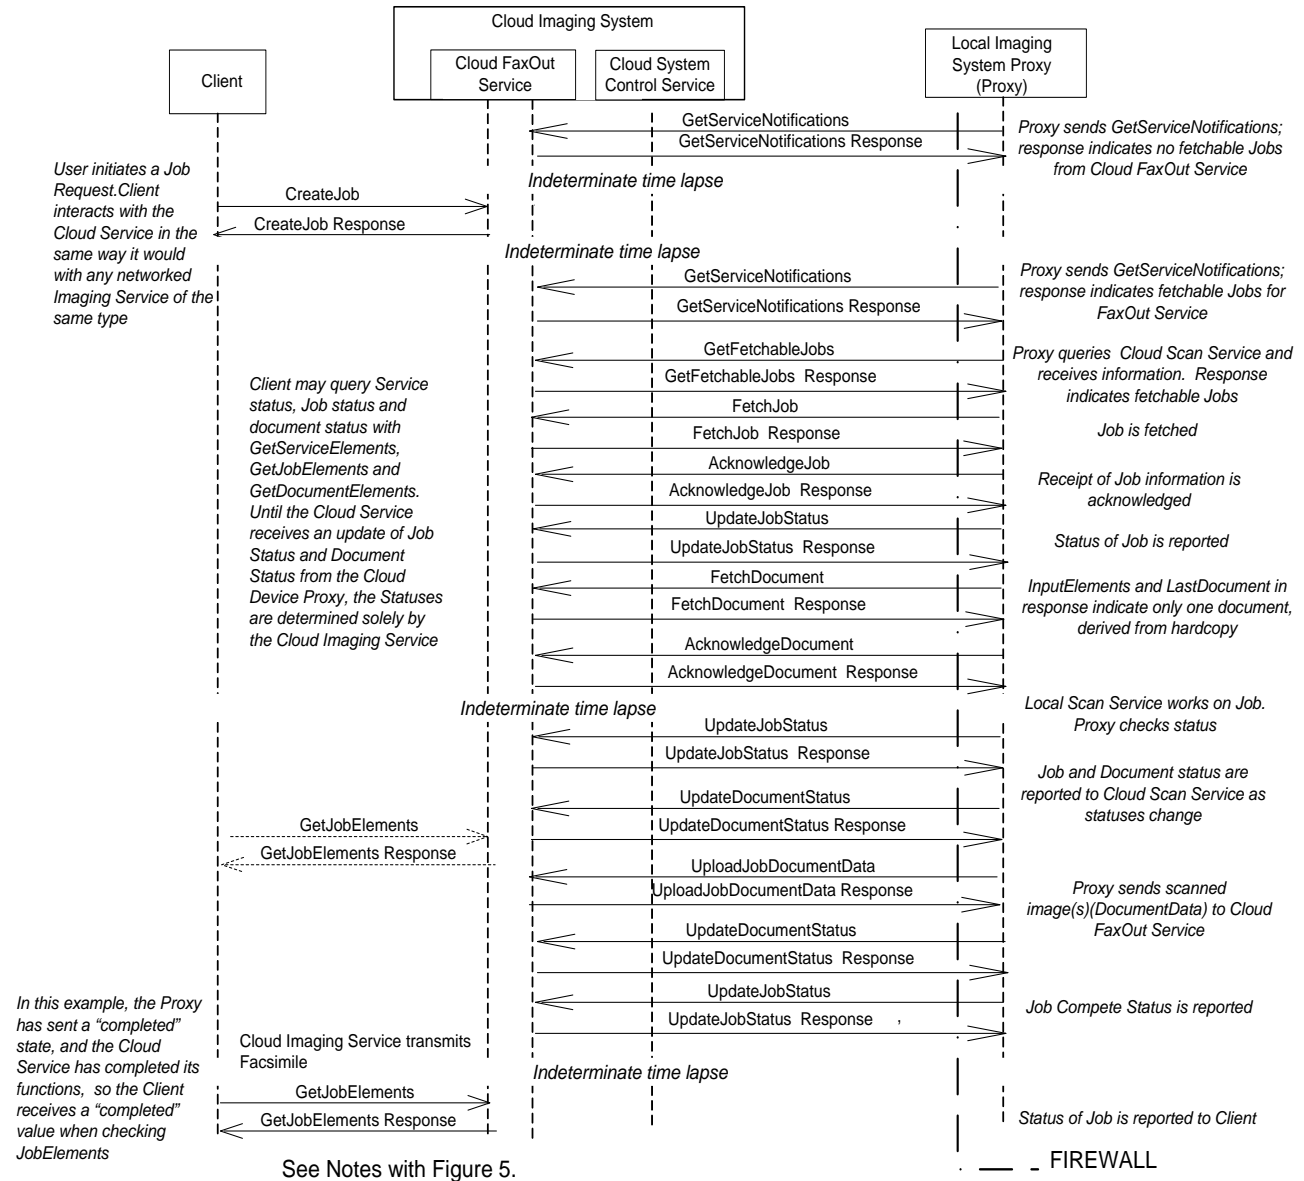 Cloud Imaging System
Client
Cloud FaxOut
Service
Cloud System
Control Service
Local Imaging
System Proxy
(Proxy)
GetServiceNotifications
GetServiceNotifications Response
Proxy sends GetServiceNotifications;
response indicates no fetchable Jobs
from Cloud FaxOut Service
Indeterminate time lapse
User initiates a Job
Request.Client
interacts with the
Cloud Service in the
same way it would
with any networked
Imaging Service of the
same type
CreateJob
CreateJob Response
Indeterminate time lapse
GetServiceNotifications
GetServiceNotifications Response
Proxy sends GetServiceNotifications;
response indicates fetchable Jobs for
FaxOut Service
GetFetchableJobs
GetFetchableJobs Response
Proxy queries Cloud Scan Service and
receives information. Response
indicates fetchable Jobs
Client may query Service
status, Job status and
document status with
GetServiceElements,
GetJobElements and
GetDocumentElements.
Until the Cloud Service
receives an update of Job
Status and Document
Status from the Cloud
Device Proxy, the Statuses
are determined solely by
the Cloud Imaging Service
FetchJob
FetchJob Response
Job is fetched
AcknowledgeJob
AcknowledgeJob Response
Receipt of Job information is
acknowledged
UpdateJobStatus
UpdateJobStatus Response
Status of Job is reported
FetchDocument
FetchDocument Response
InputElements and LastDocument in
response indicate only one document,
derived from hardcopy
AcknowledgeDocument
AcknowledgeDocument Response
Indeterminate time lapse
Local Scan Service works on Job.
Proxy checks status
UpdateJobStatus
UpdateJobStatus Response
Job and Document status are
reported to Cloud Scan Service as
statuses change
UpdateDocumentStatus
UpdateDocumentStatus Response
GetJobElements
GetJobElements Response
UploadJobDocumentData
UploadJobDocumentData Response
Proxy sends scanned
image(s)(DocumentData) to Cloud
FaxOut Service
UpdateDocumentStatus
UpdateDocumentStatus Response
UpdateJobStatus
UpdateJobStatus Response ,
Job Compete Status is reported
In this example, the Proxy
has sent a “completed”
state, and the Cloud
Service has completed its
functions, so the Client
receives a “completed”
value when checking
JobElements
Cloud Imaging Service transmits
Facsimile
Indeterminate time lapse
GetJobElements
GetJobElements Response
Status of Job is reported to Client
See Notes with Figure 5.
FIREWALL